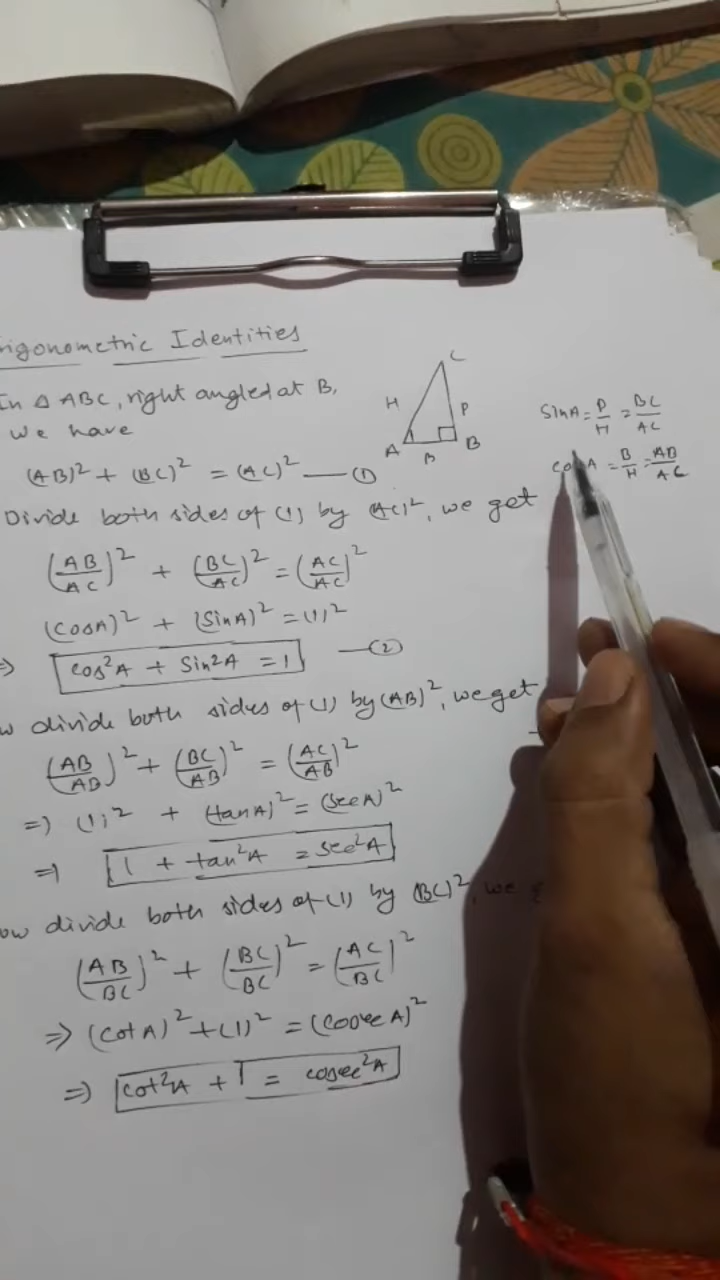 rigonometric Identities
In △ ABC, right angled at B,
we have
(AB)² + (BC)² = (AC)² —①
Divide both sides of (1) by (AC)², we get
(AB/AC)² + (BC/AC)² = (AC/AC)²
(CosA)² + (SinA)² = (1)²
⇒ cos²A + Sin²A = 1 —②
w divide both sides of (1) by (AB)², we get
(AB/AB)² + (BC/AB)² = (AC/AB)²
⇒ (1)² + (tanA)² = (SecA)²
⇒ 1 + tan²A = sec²A
ow divide both sides of (1) by (BC)², we
(AB/BC)² + (BC/BC)² = (AC/BC)²
⇒ (cotA)² + (1)² = (cosec A)²
⇒ cot²A + 1 = cosec²A
C
H P
A B B
SinA = P/H = BC/AC
A = B/H = AB/AC